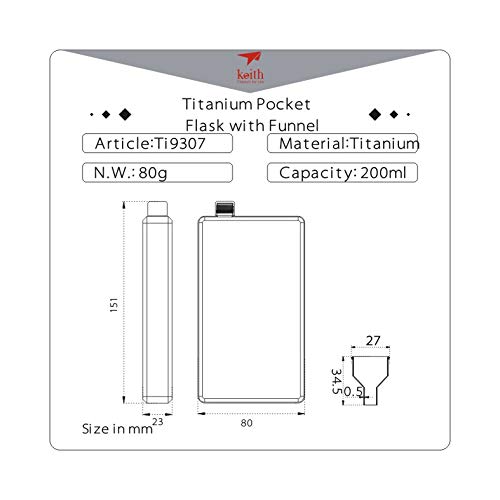 keith
Titanium Pocket
Flask with Funnel
Article:Ti9307
Material:Titanium
N.W.: 80g
Capacity: 200ml
151
23
80
27
34.5
0.5
Size in mm